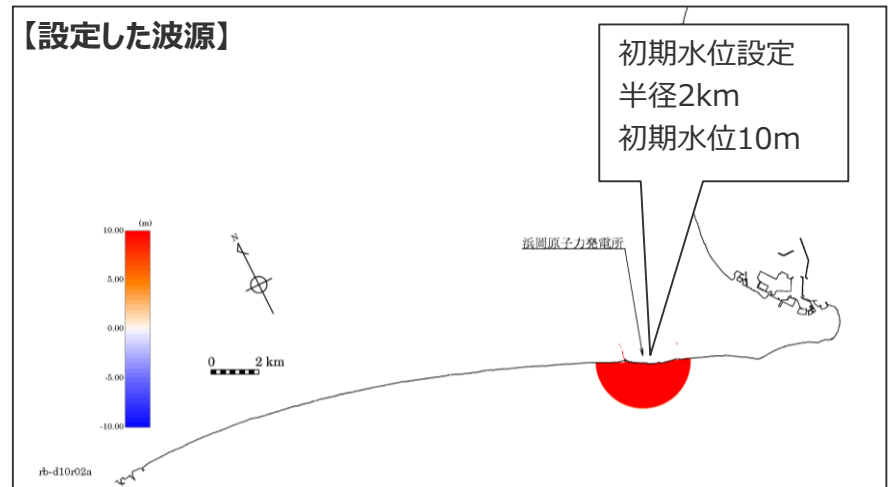 【設定した波源】
初期水位設定
半径2km
初期水位10m
(m)
10.00
5.00
0.00
-5.00
-10.00
N
0 2 km
浜岡原子力発電所
rb-d10r02a